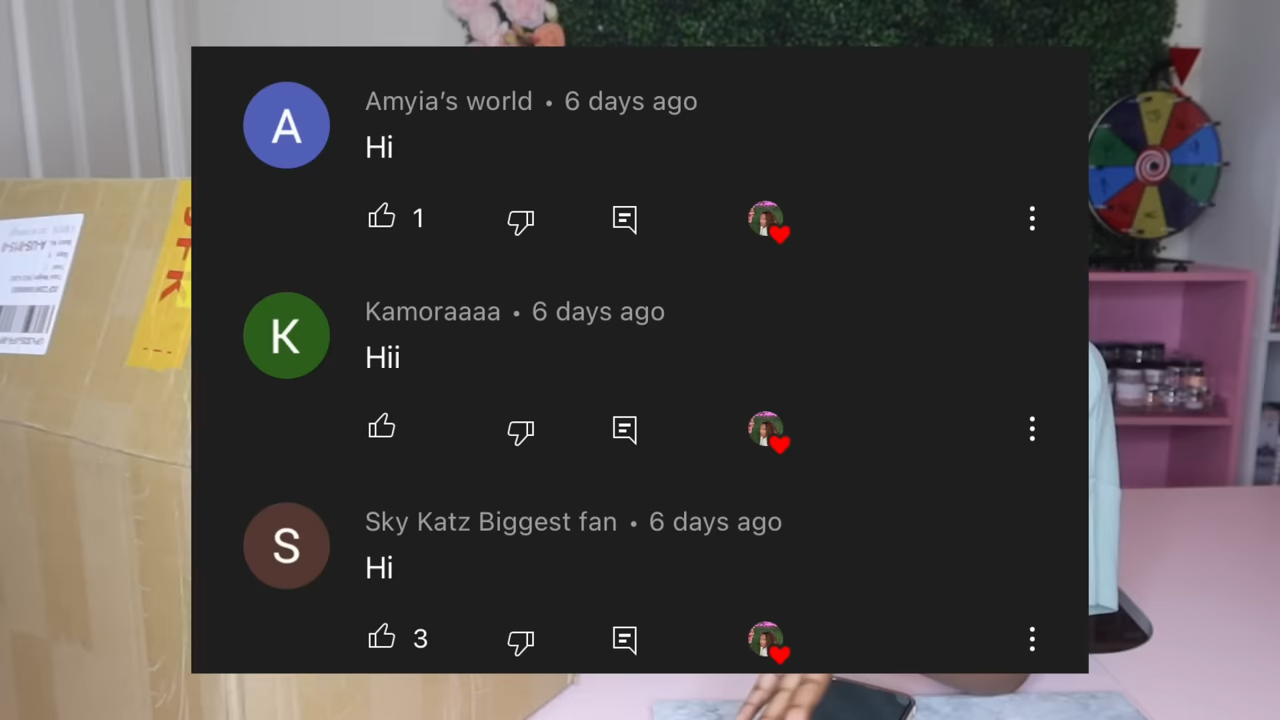 Amyia's world • 6 days ago
Hi
1
Kamoraaaa • 6 days ago
Hii
Sky Katz Biggest fan • 6 days ago
Hi
3